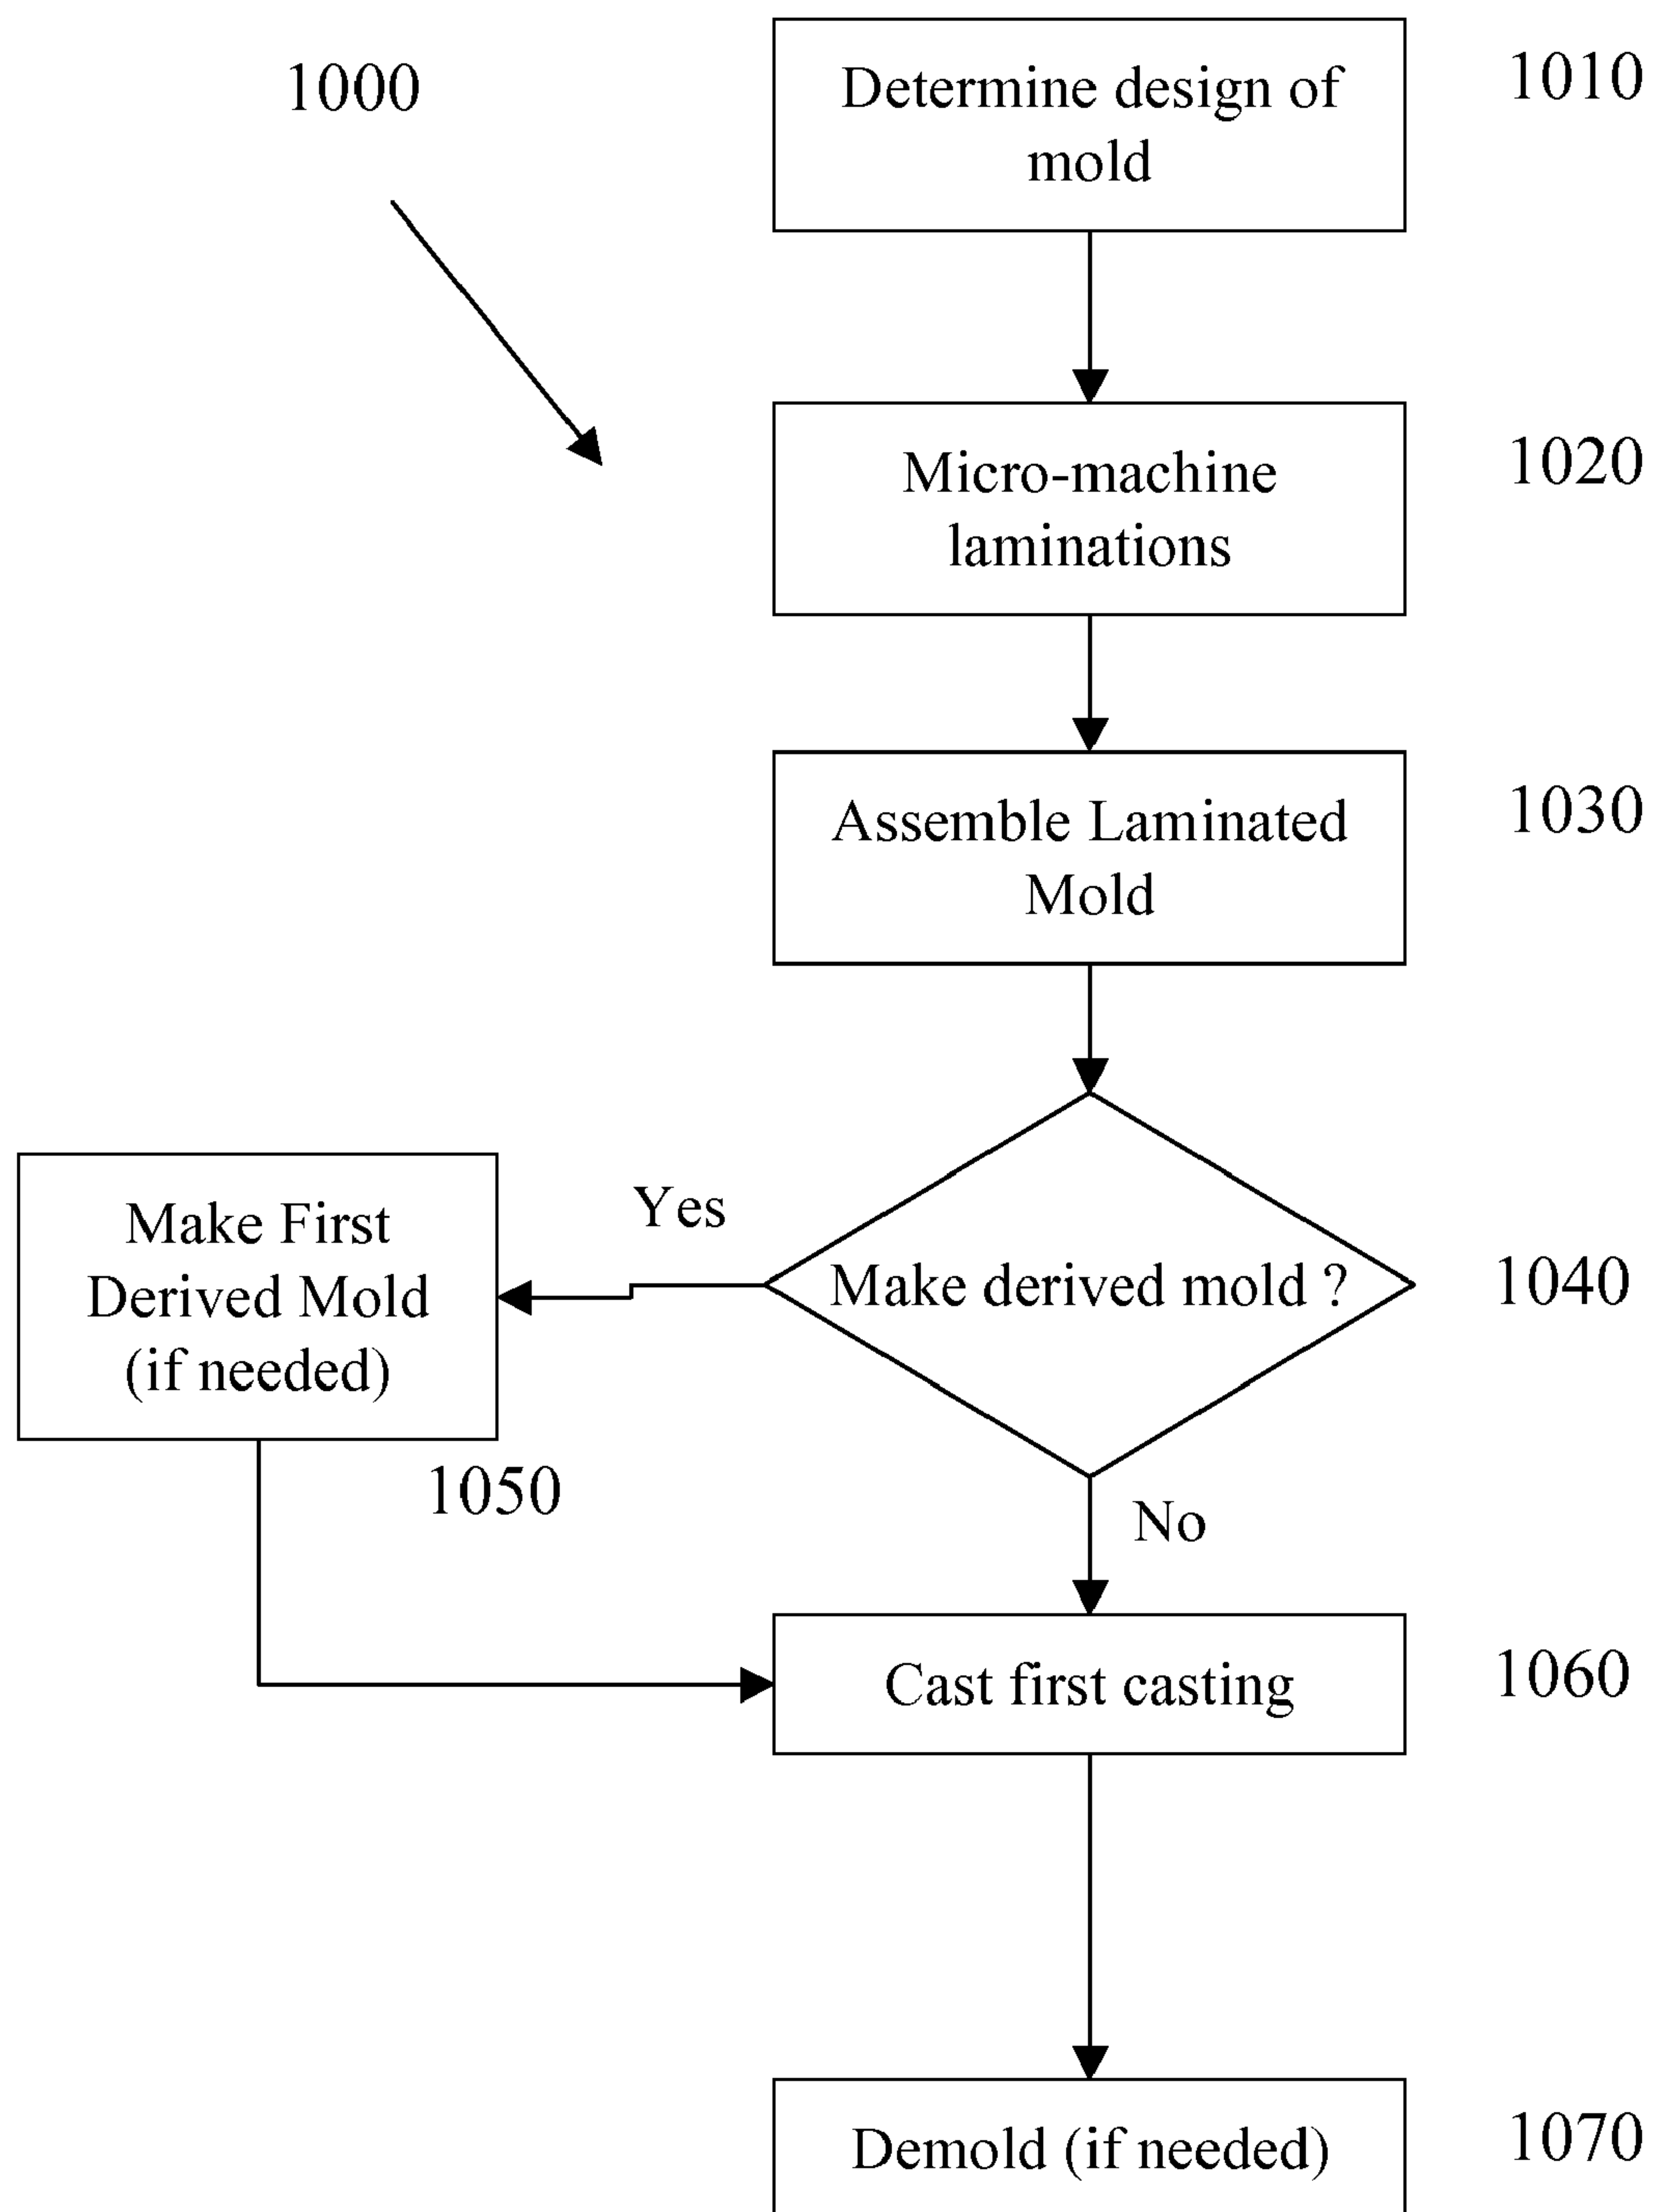 1000
Determine design of
mold
1010
Micro-machine
laminations
1020
Assemble Laminated
Mold
1030
Make derived mold ?
1040
Yes
Make First
Derived Mold
(if needed)
1050
No
Cast first casting
1060
Demold (if needed)
1070